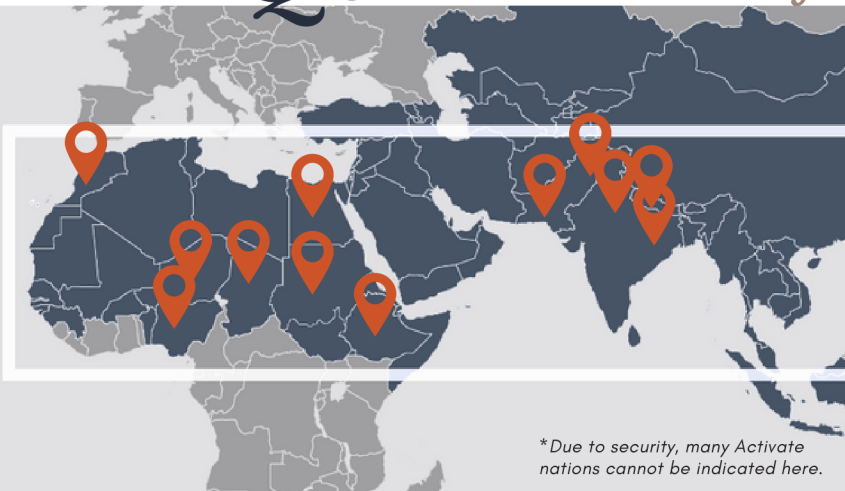 *Due to security, many Activate
nations cannot be indicated here.